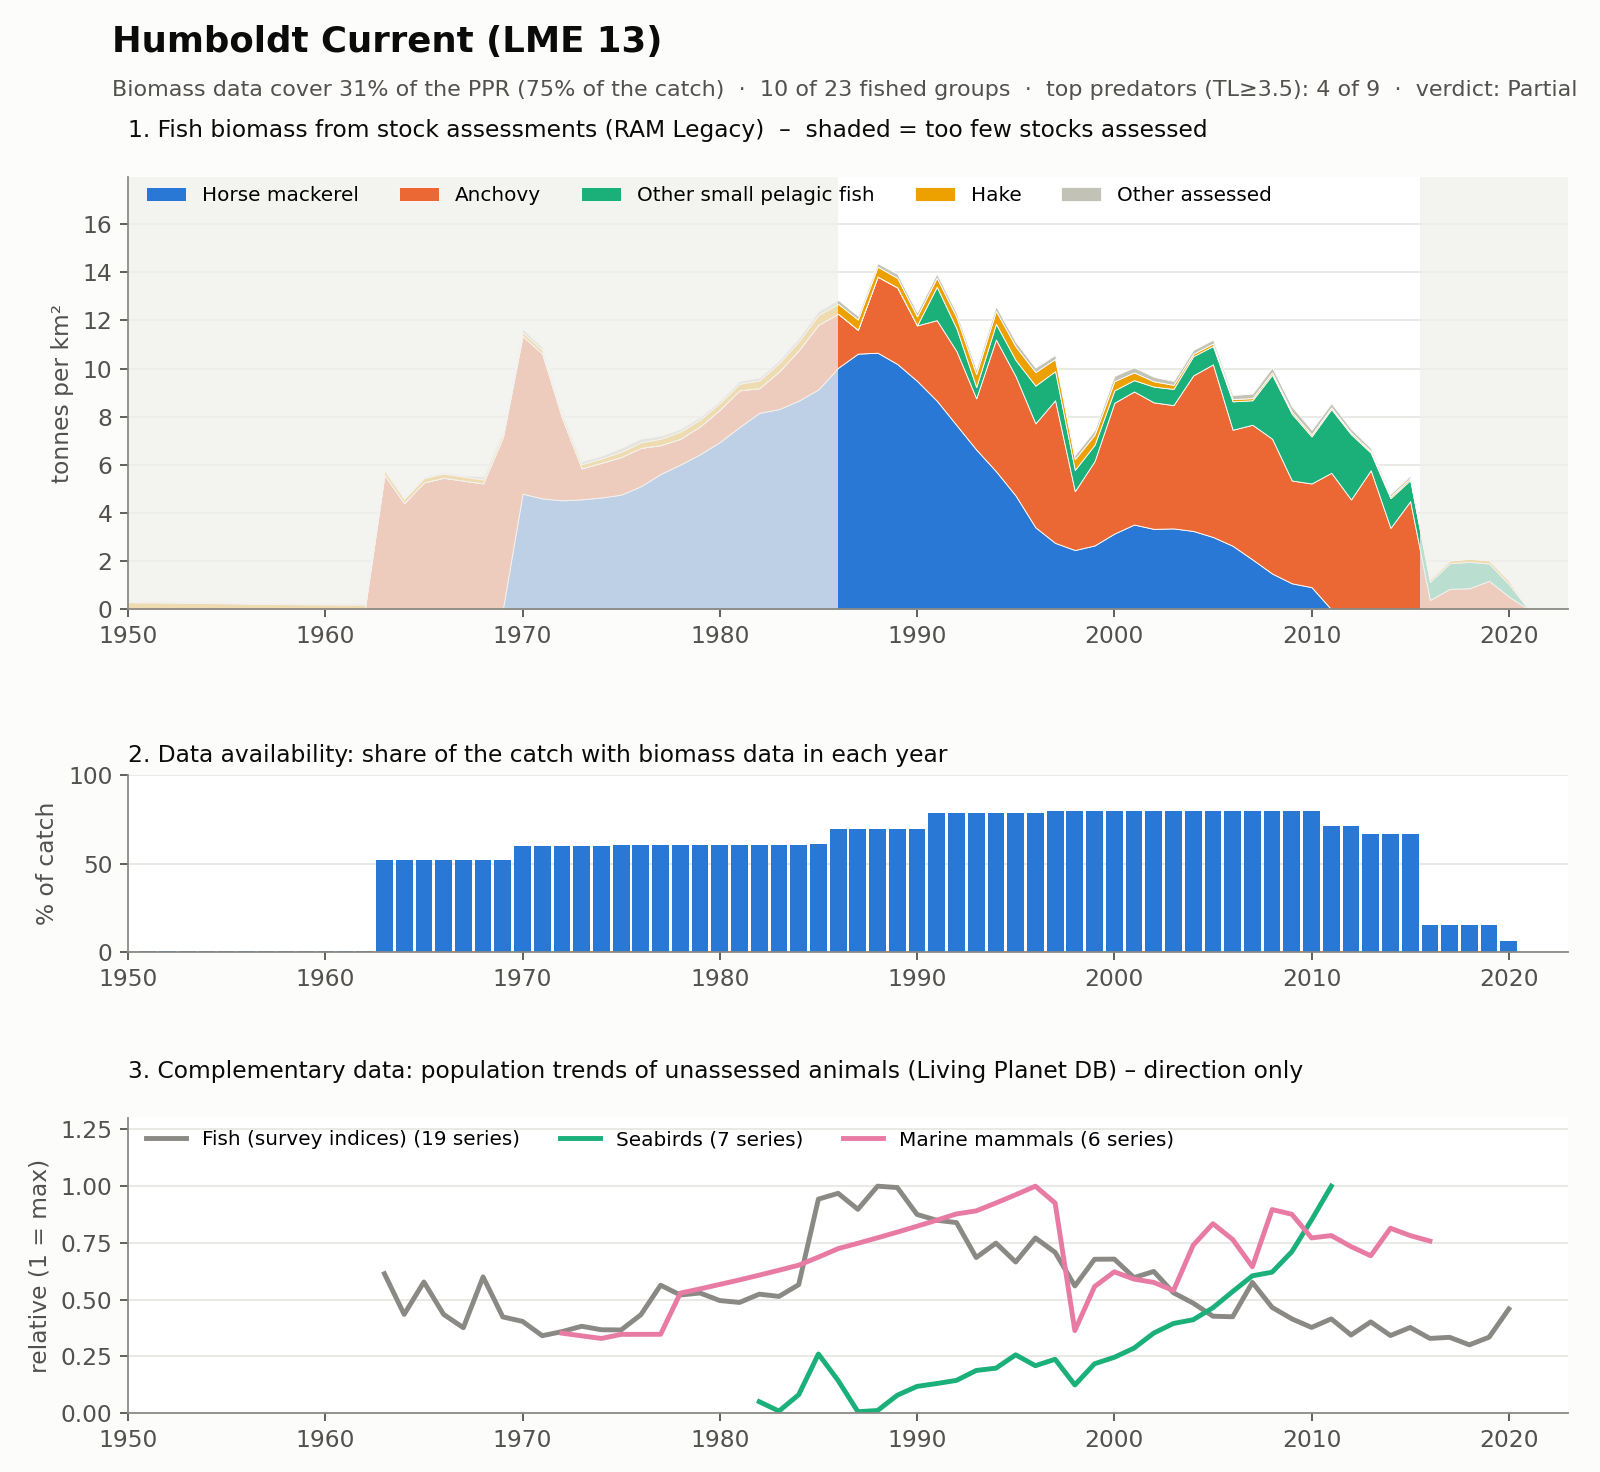 Humboldt Current (LME 13)
Biomass data cover 31% of the PPR (75% of the catch)  ·  10 of 23 fished groups  ·  top predators (TL≥3.5): 4 of 9  ·  verdict: Partial
1. Fish biomass from stock assessments (RAM Legacy)  –  shaded = too few stocks assessed
Horse mackerel Anchovy Other small pelagic fish Hake Other assessed
tonnes per km²
16
14
12
10
8
6
4
2
0
1950 1960 1970 1980 1990 2000 2010 2020
2. Data availability: share of the catch with biomass data in each year
% of catch
100
50
0
1950 1960 1970 1980 1990 2000 2010 2020
3. Complementary data: population trends of unassessed animals (Living Planet DB) – direction only
Fish (survey indices) (19 series) Seabirds (7 series) Marine mammals (6 series)
relative (1 = max)
1.25
1.00
0.75
0.50
0.25
0.00
1950 1960 1970 1980 1990 2000 2010 2020